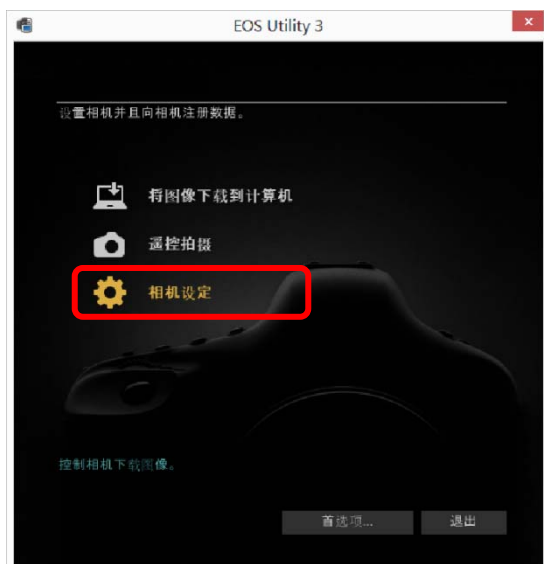 EOS Utility 3
设置相机并且向相机注册数据。
将图像下载到计算机
遥控拍摄
相机设定
控制相机下载图像。
首选项...
退出